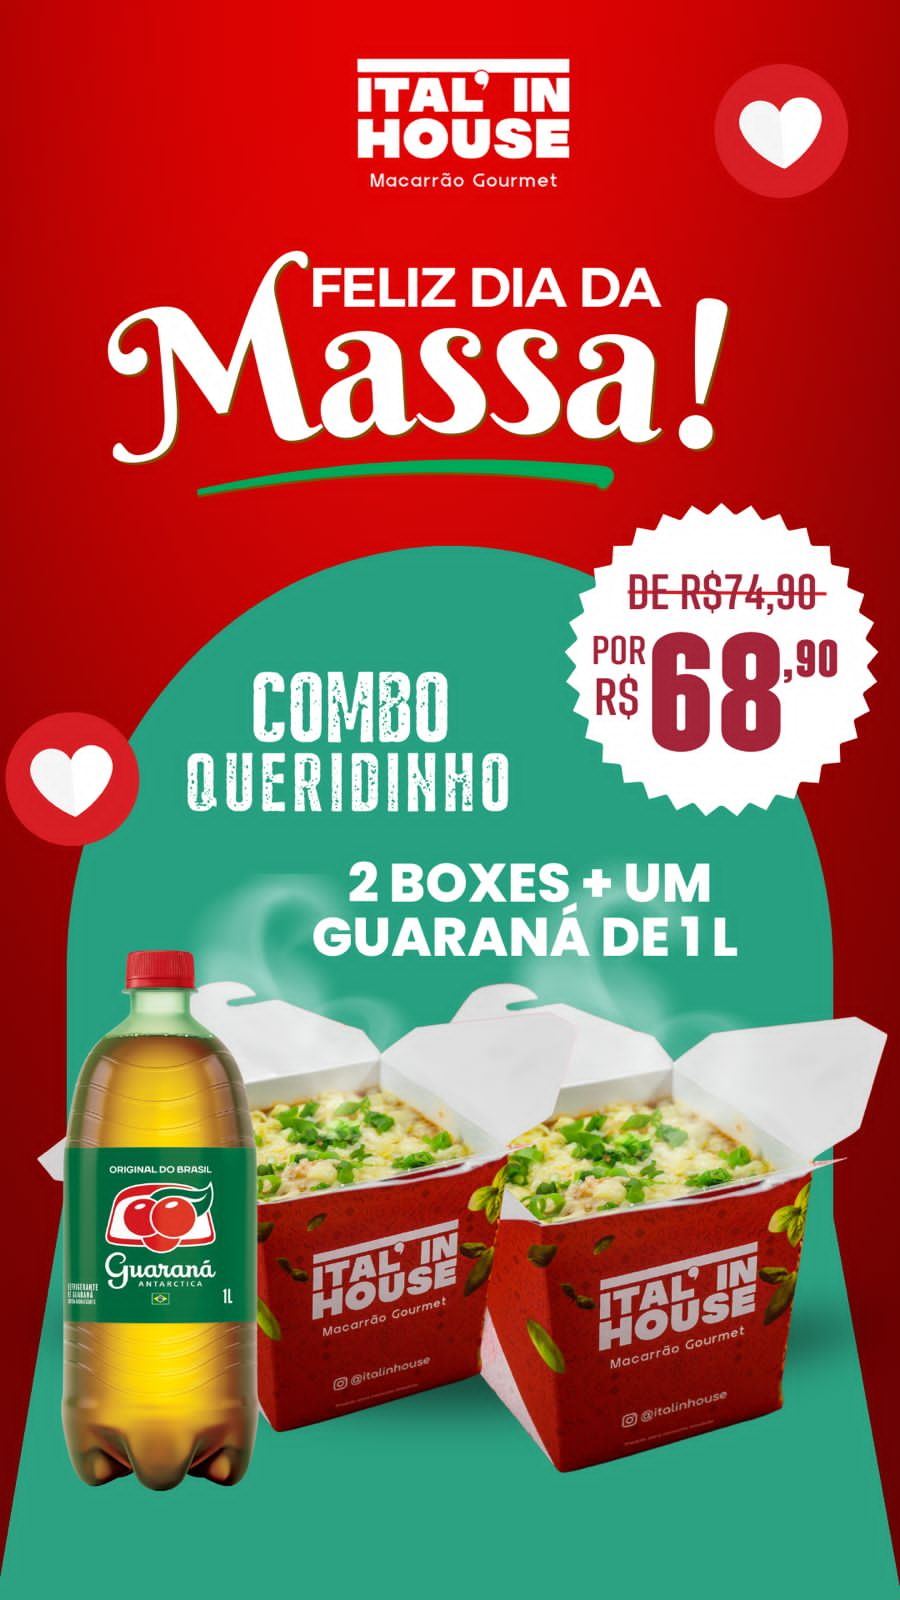 ITAL' IN
HOUSE
Macarrão Gourmet
FELIZ DIA DA
Massa!
DE R$74,90
POR
R$ 68,90
COMBO
QUERIDINHO
2 BOXES + UM
GUARANÁ DE 1 L
ORIGINAL DO BRASIL
Guaraná
ANTARCTICA
1L
ITAL' IN
HOUSE
Macarrão Gourmet
@italinhouse
ITAL' IN
HOUSE
Macarrão Gourmet
@italinhouse